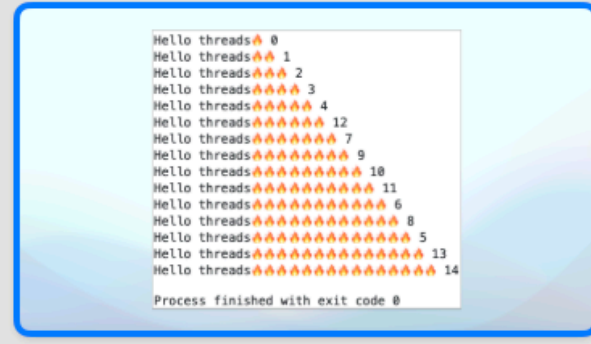 Hello threads🔥 0
Hello threads🔥🔥 1
Hello threads🔥🔥🔥 2
Hello threads🔥🔥🔥🔥 3
Hello threads🔥🔥🔥🔥🔥 4
Hello threads🔥🔥🔥🔥🔥🔥 12
Hello threads🔥🔥🔥🔥🔥🔥🔥 7
Hello threads🔥🔥🔥🔥🔥🔥🔥🔥 9
Hello threads🔥🔥🔥🔥🔥🔥🔥🔥🔥 10
Hello threads🔥🔥🔥🔥🔥🔥🔥🔥🔥🔥 11
Hello threads🔥🔥🔥🔥🔥🔥🔥🔥🔥🔥🔥 6
Hello threads🔥🔥🔥🔥🔥🔥🔥🔥🔥🔥🔥🔥 8
Hello threads🔥🔥🔥🔥🔥🔥🔥🔥🔥🔥🔥🔥🔥 5
Hello threads🔥🔥🔥🔥🔥🔥🔥🔥🔥🔥🔥🔥🔥🔥 13
Hello threads🔥🔥🔥🔥🔥🔥🔥🔥🔥🔥🔥🔥🔥🔥🔥 14
Process finished with exit code 0